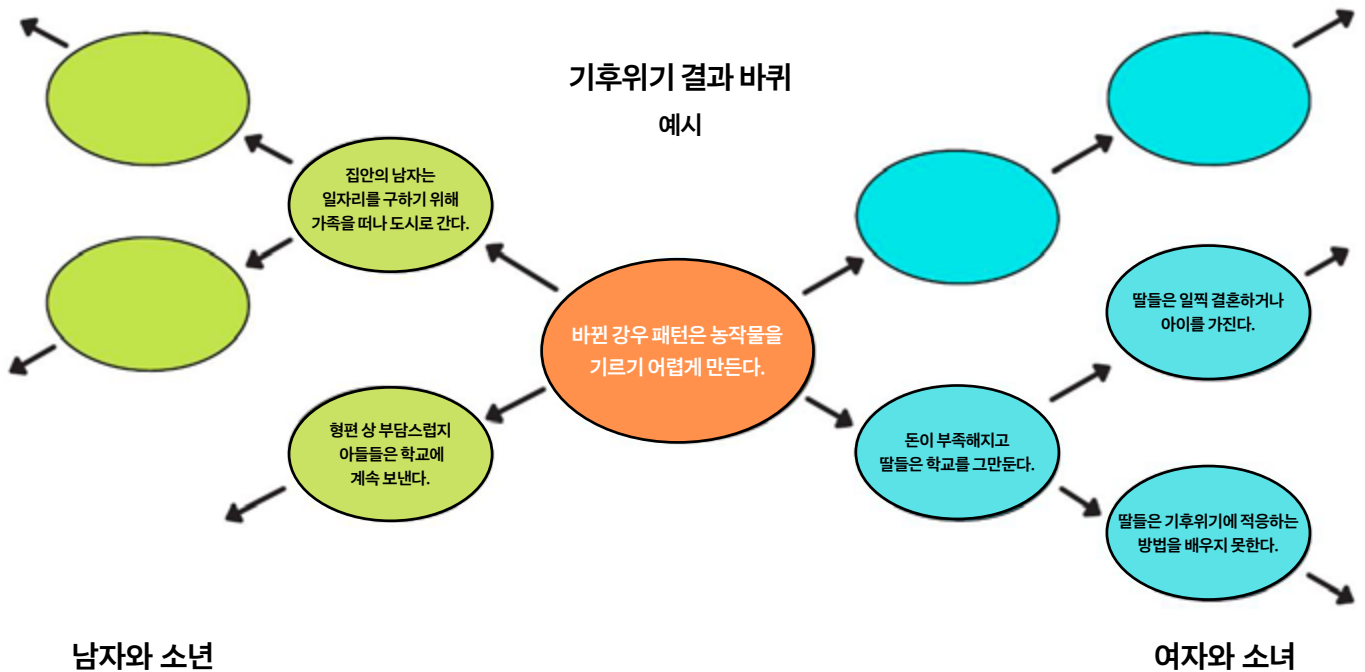 기후위기 결과 바퀴
예시
집안의 남자는
일자리를 구하기 위해
가족을 떠나 도시로 간다.
바뀐 강우 패턴은 농작물을
기르기 어렵게 만든다.
딸들은 일찍 결혼하거나
아이를 가진다.
형편 상 부담스럽지
아들들은 학교에
계속 보낸다.
돈이 부족해지고
딸들은 학교를 그만둔다.
딸들은 기후위기에 적응하는
방법을 배우지 못한다.
남자와 소년
여자와 소녀